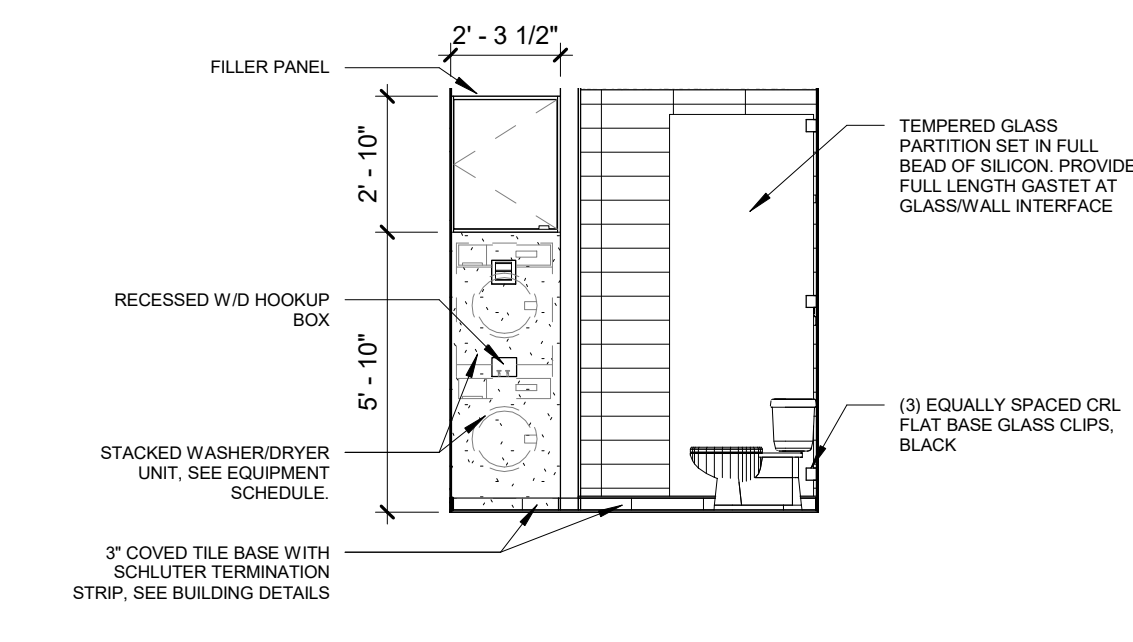 2' - 3 1/2"
FILLER PANEL
2' - 10"
TEMPERED GLASS
PARTITION SET IN FULL
BEAD OF SILICON. PROVIDE
FULL LENGTH GASTET AT
GLASS/WALL INTERFACE
RECESSED W/D HOOKUP
BOX
5' - 10"
(3) EQUALLY SPACED CRL
FLAT BASE GLASS CLIPS,
BLACK
STACKED WASHER/DRYER
UNIT, SEE EQUIPMENT
SCHEDULE.
3" COVED TILE BASE WITH
SCHLUTER TERMINATION
STRIP, SEE BUILDING DETAILS